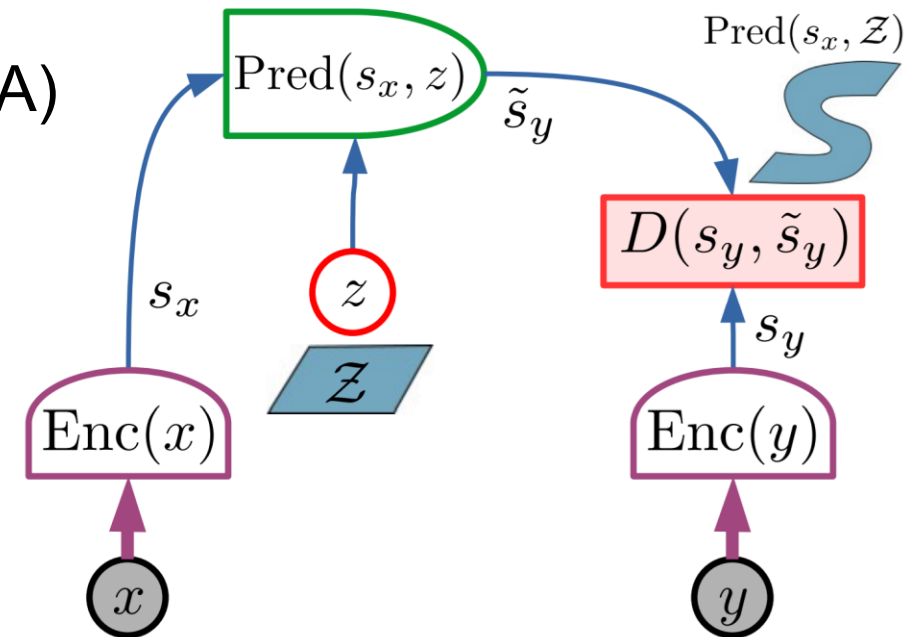 A)
Pred(s_x, z)
s̃_y
Pred(s_x, 𝒵)
D(s_y, s̃_y)
s_x
z
s_y
𝒵
Enc(x)
Enc(y)
x
y